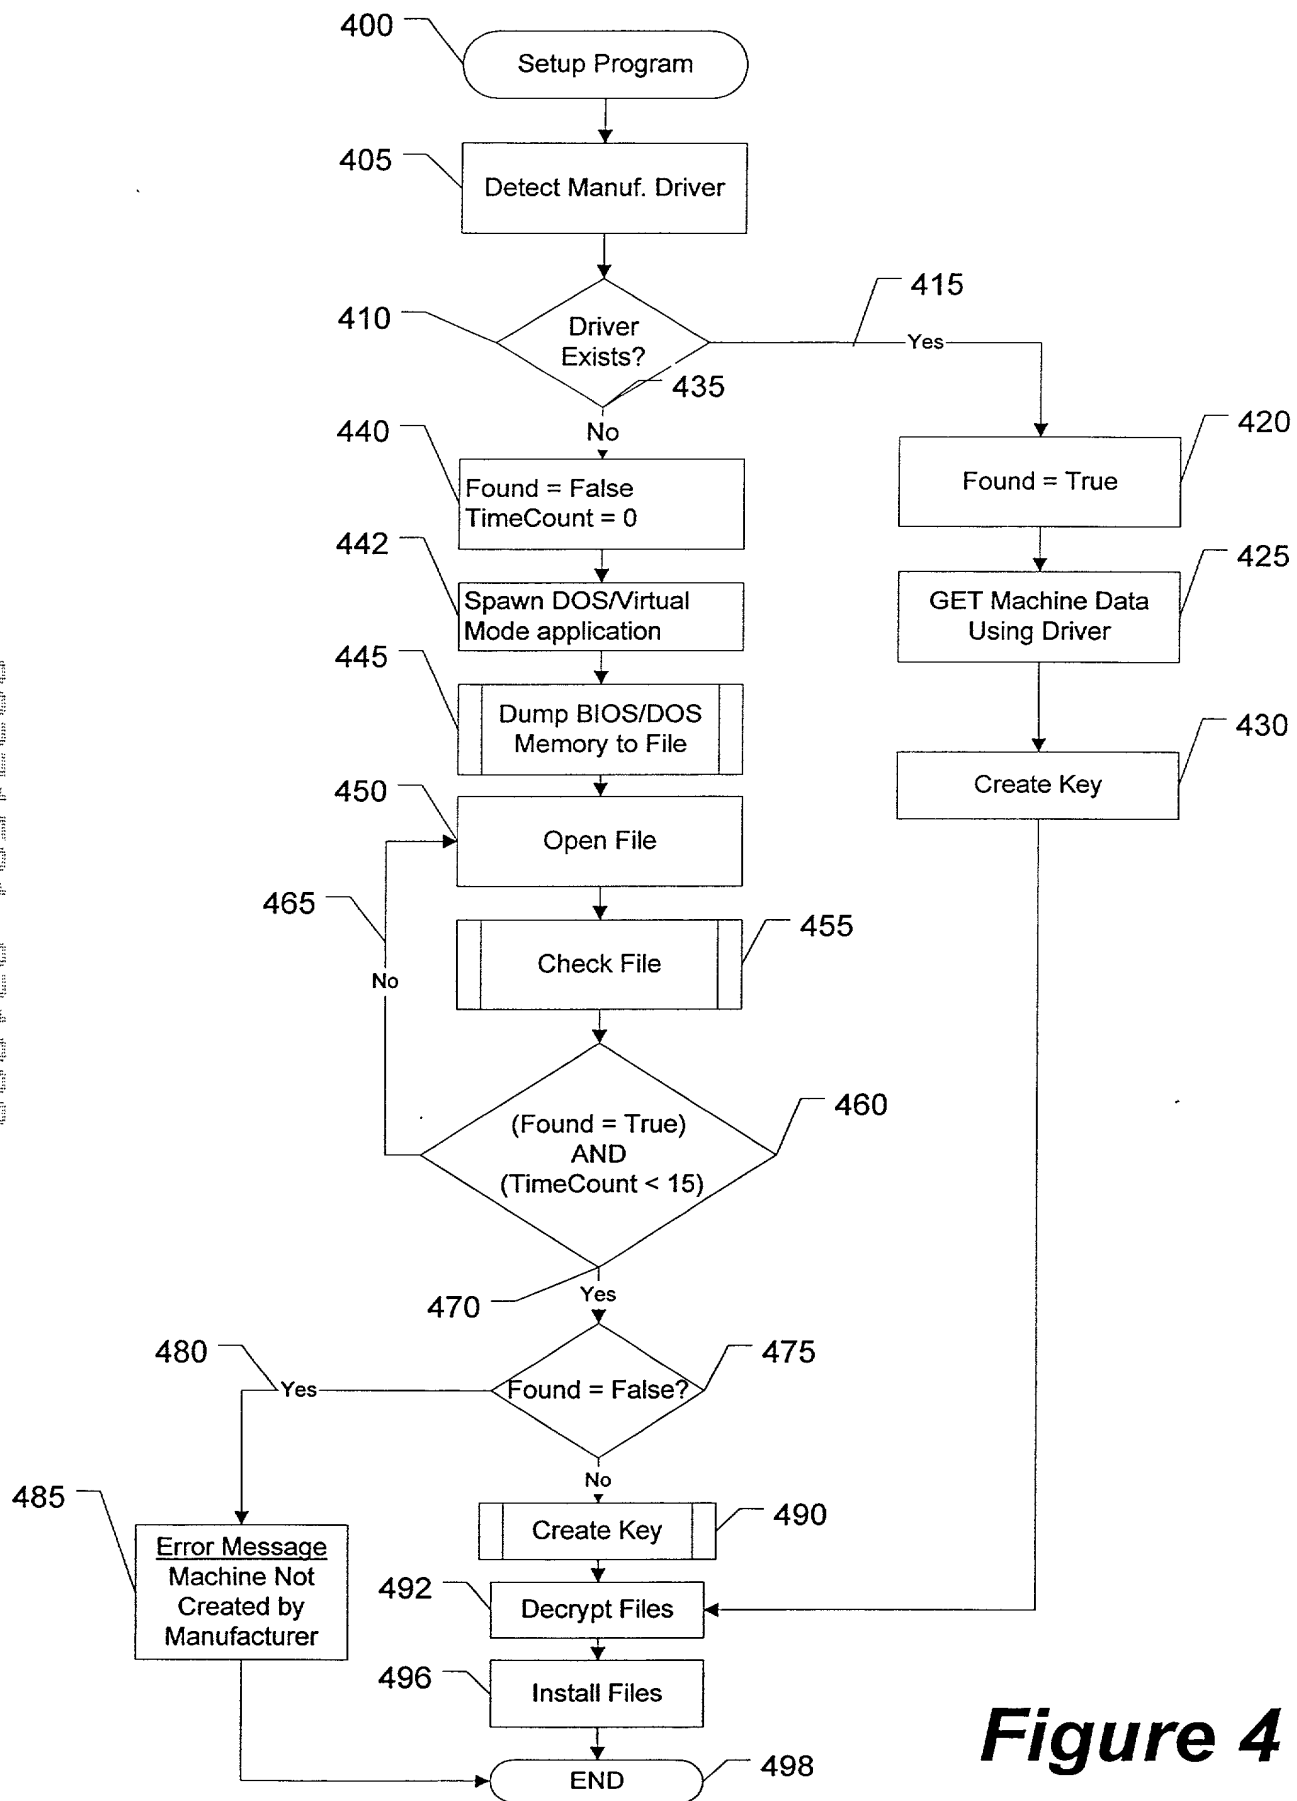 400
Setup Program
405
Detect Manuf. Driver
415
410
Driver
Exists?
Yes
435
No
440
420
Found = False
TimeCount = 0
Found = True
442
425
Spawn DOS/Virtual
Mode application
GET Machine Data
Using Driver
445
Dump BIOS/DOS
Memory to File
430
Create Key
450
Open File
465
455
Check File
No
460
(Found = True)
AND
(TimeCount < 15)
470
Yes
480
475
Yes
Found = False?
No
485
490
Create Key
Error Message
Machine Not
Created by
Manufacturer
492
Decrypt Files
496
Install Files
Figure 4
498
END